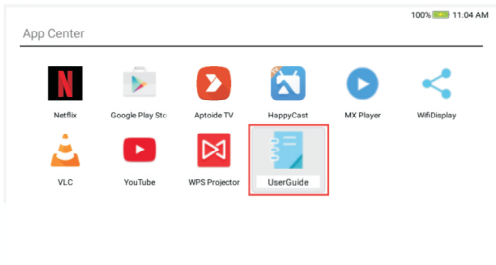 100% 11.04 AM
App Center
Netflix Google Play Sto Aptoide TV HappyCast MX Player WifiDisplay
VLC YouTube WPS Projector UserGuide